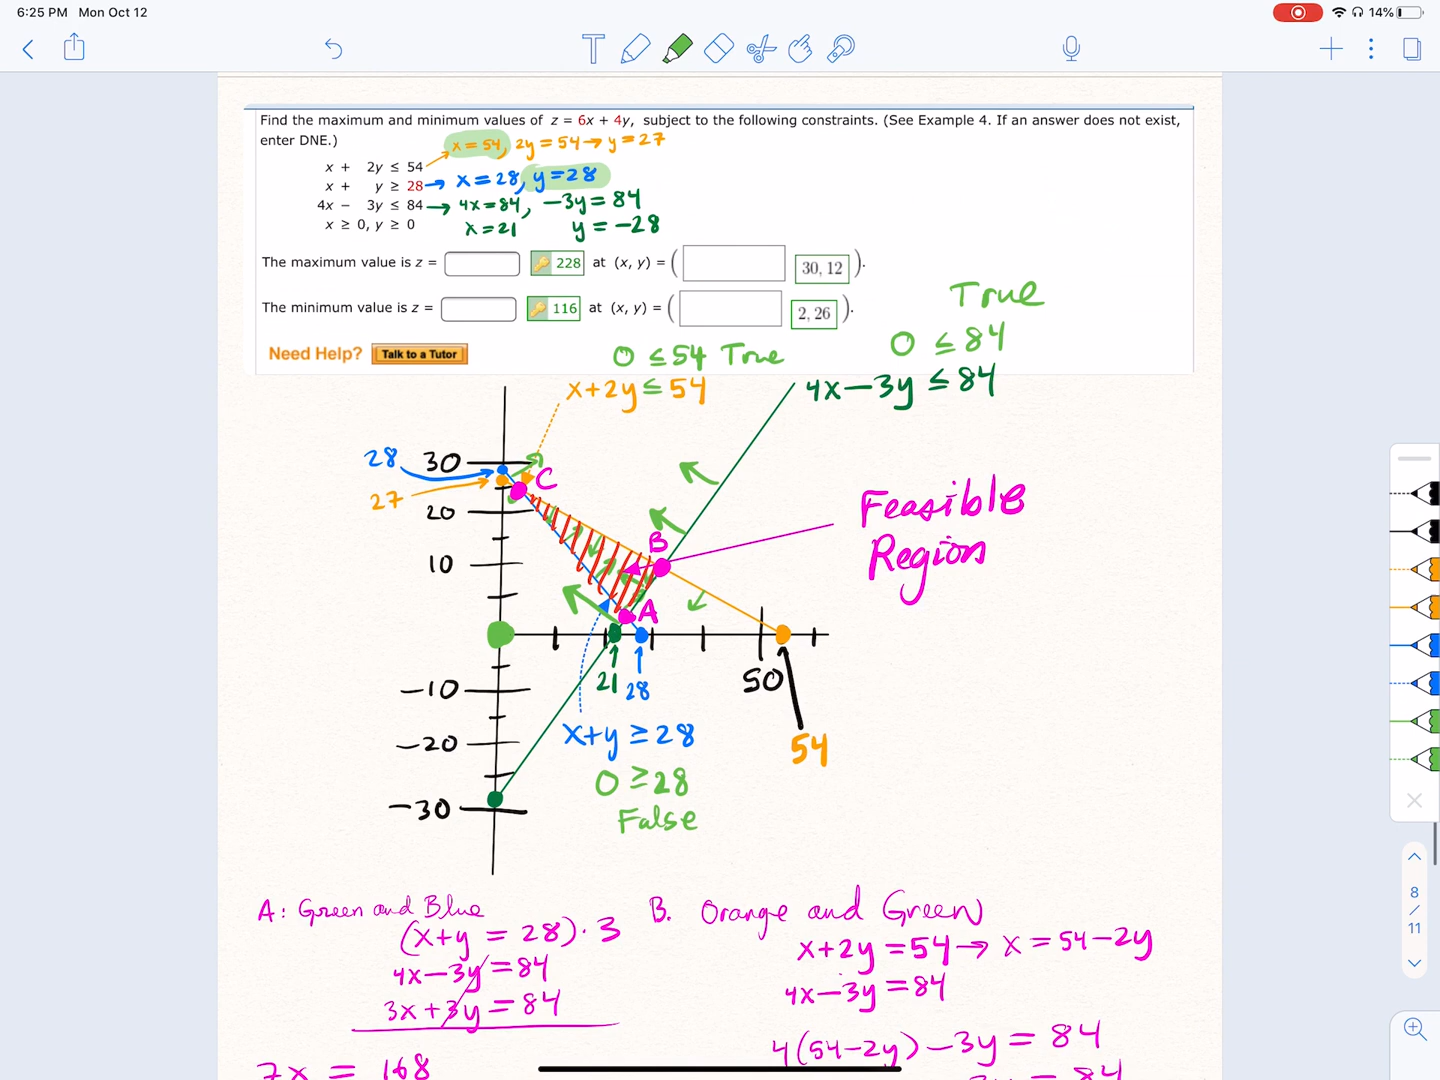 6:25 PM Mon Oct 12
14%
Find the maximum and minimum values of z = 6x + 4y, subject to the following constraints. (See Example 4. If an answer does not exist,
enter DNE.)
x = 54, 2y = 54 → y = 27
x + 2y ≤ 54
x + y ≥ 28 → x = 28, y = 28
4x − 3y ≤ 84 → 4x = 84, −3y = 84
x ≥ 0, y ≥ 0
x = 21 y = −28
The maximum value is z = 228 at (x, y) = ( 30, 12 ).
The minimum value is z = 116 at (x, y) = ( 2, 26 ).
Need Help? Talk to a Tutor
True
0 ≤ 84
4x − 3y ≤ 84
0 ≤ 54 True
x + 2y ≤ 54
28
30
27
C
20
10
B
A
Feasible
Region
21
28
50
54
−10
−20
−30
x + y ≥ 28
0 ≥ 28
False
8
/
11
A: Green and Blue
(x + y = 28) · 3
4x − 3y = 84
3x + 3y = 84
7x = 168
B. Orange and Green
x + 2y = 54 → x = 54 − 2y
4x − 3y = 84
4(54 − 2y) − 3y = 84
= 84